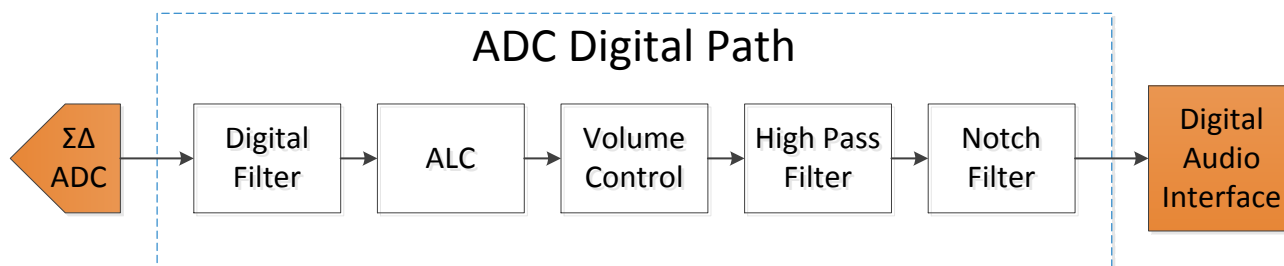 ADC Digital Path
ΣΔ
ADC
Digital
Filter
ALC
Volume
Control
High Pass
Filter
Notch
Filter
Digital
Audio
Interface